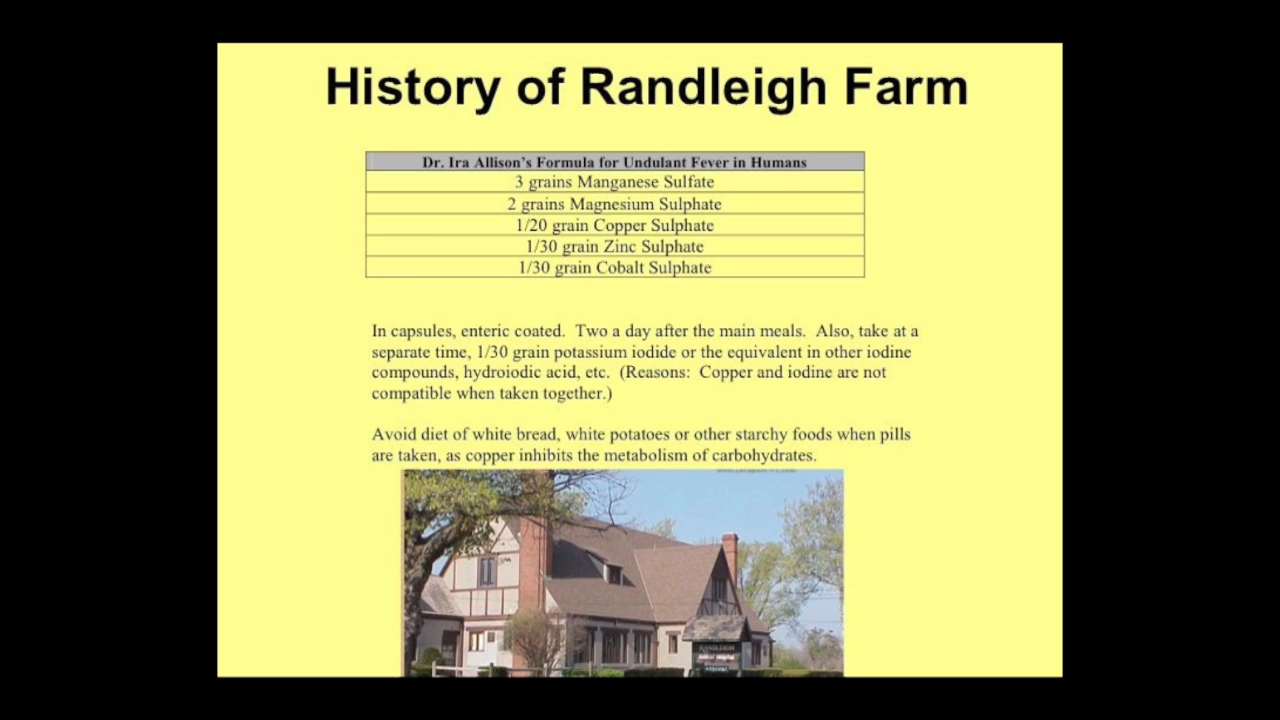 History of Randleigh Farm
Dr. Ira Allison's Formula for Undulant Fever in Humans
3 grains Manganese Sulfate
2 grains Magnesium Sulphate
1/20 grain Copper Sulphate
1/30 grain Zinc Sulphate
1/30 grain Cobalt Sulphate
In capsules, enteric coated.  Two a day after the main meals.  Also, take at a
separate time, 1/30 grain potassium iodide or the equivalent in other iodine
compounds, hydroiodic acid, etc.  (Reasons:  Copper and iodine are not
compatible when taken together.)
Avoid diet of white bread, white potatoes or other starchy foods when pills
are taken, as copper inhibits the metabolism of carbohydrates.
RANDLEIGH